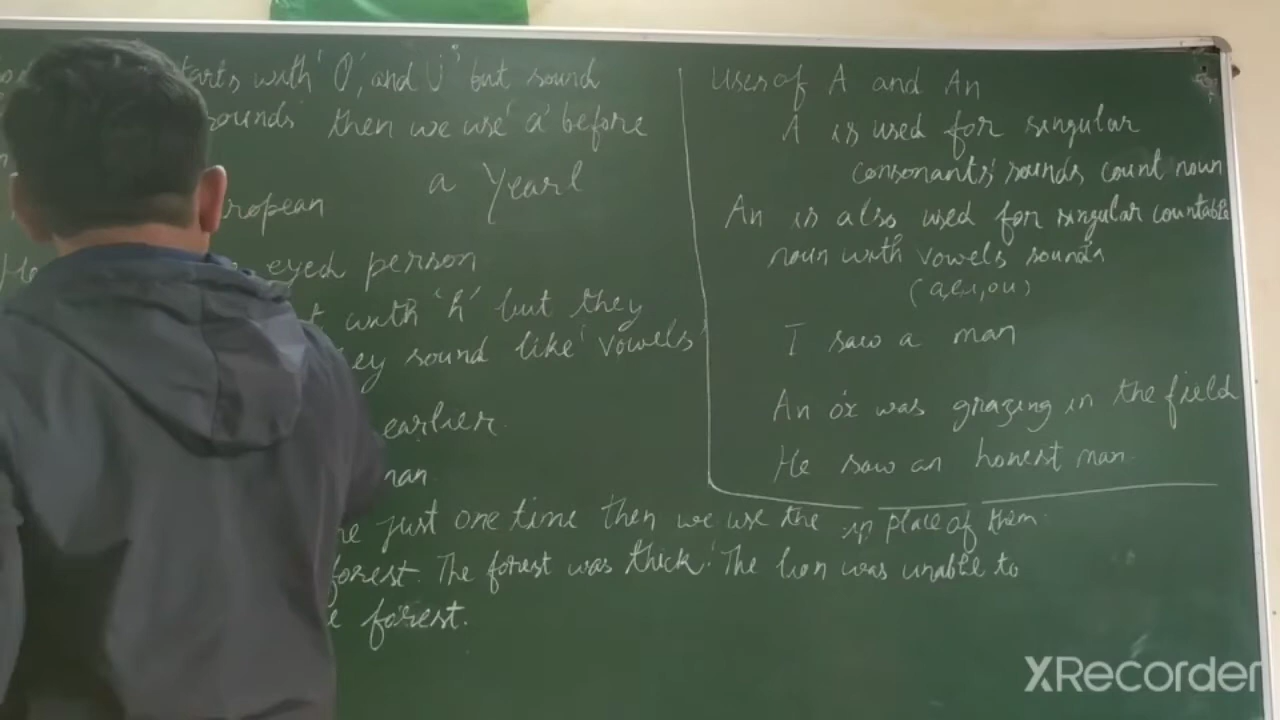 tarts with 'O', and U' but sound
ounds' then we use 'a' before
a Yearl
ropean
eyed person
with 'h' but they
ey sound like 'vowels'
earlier.
man
Uses of A and An
A is used for singular
consonants' sounds count noun
An is also used for singular countable
noun with vowels sounds
I saw a man
An ox was grazing in the field
He saw an honest man.
just one time then we use the in place of them.
forest. The forest was thick. The lion was unable to
forest.
XRecorder